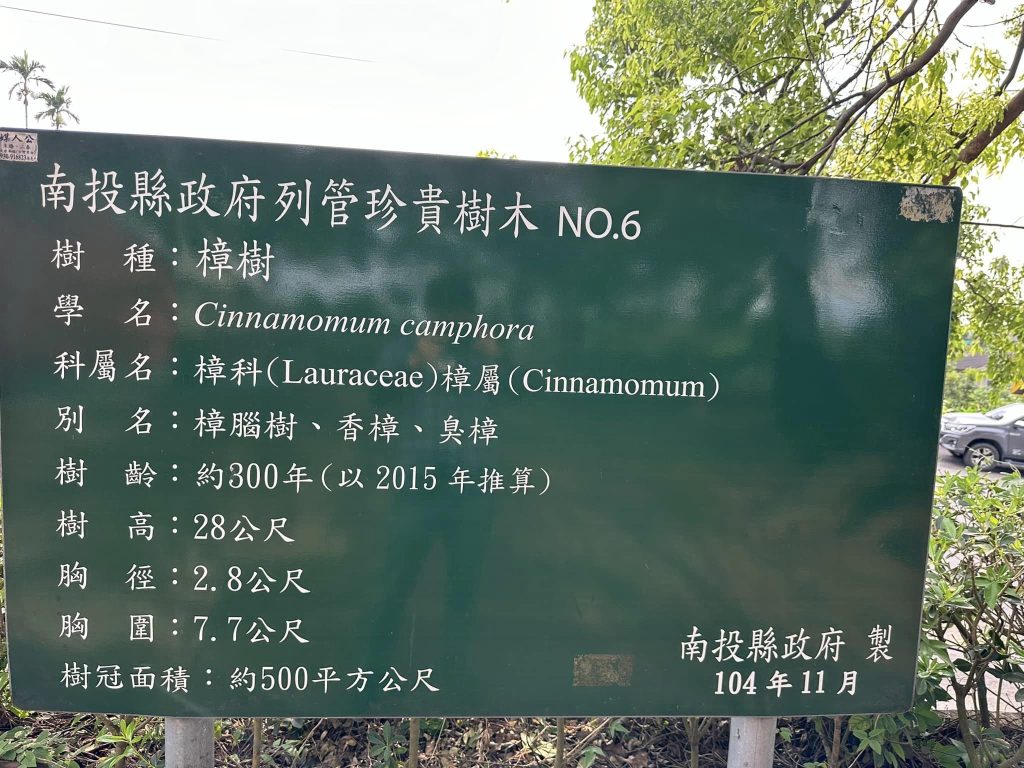 南投縣政府列管珍貴樹木 NO.6
樹 種：樟樹
學 名：Cinnamomum camphora
科屬名：樟科(Lauraceae)樟屬(Cinnamomum)
別 名：樟腦樹、香樟、臭樟
樹 齡：約300年(以 2015 年推算)
樹 高：28公尺
胸 徑：2.8公尺
胸 圍：7.7公尺
樹冠面積：約500平方公尺
南投縣政府 製
104 年 11 月